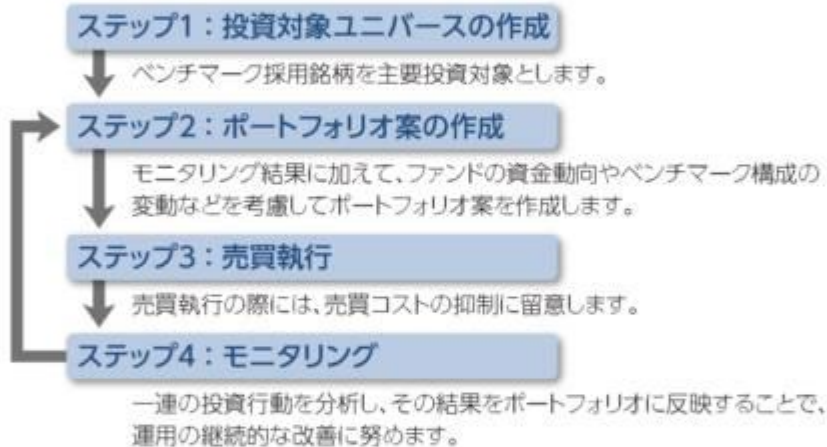 ステップ1：投資対象ユニバースの作成
ベンチマーク採用銘柄を主要投資対象とします。
ステップ2：ポートフォリオ案の作成
モニタリング結果に加えて、ファンドの資金動向やベンチマーク構成の
変動などを考慮してポートフォリオ案を作成します。
ステップ3：売買執行
売買執行の際には、売買コストの抑制に留意します。
ステップ4：モニタリング
一連の投資行動を分析し、その結果をポートフォリオに反映することで、
運用の継続的な改善に努めます。